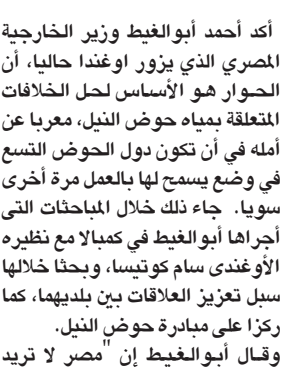 أكد أحمد أبوالغيط وزير الخارجية
المصري الذي يزور اوغندا حاليا، أن
الحوار هو الأساس لحل الخلافات
المتعلقة بمياه حوض النيل، معربا عن
أمله في أن تكون دول الحوض التسع
في وضع يسمح لها بالعمل مرة أخرى
سويا. جاء ذلك خلال المباحثات التى
أجراها أبوالغيط في كمبالا مع نظيره
الأوغندى سام كوتيسا، وبحثا خلالها
سبل تعزيز العلاقات بين بلديهما، كما
ركزا على مبادرة حوض النيل.
وقال أبوالغيط إن "مصر لا تريد